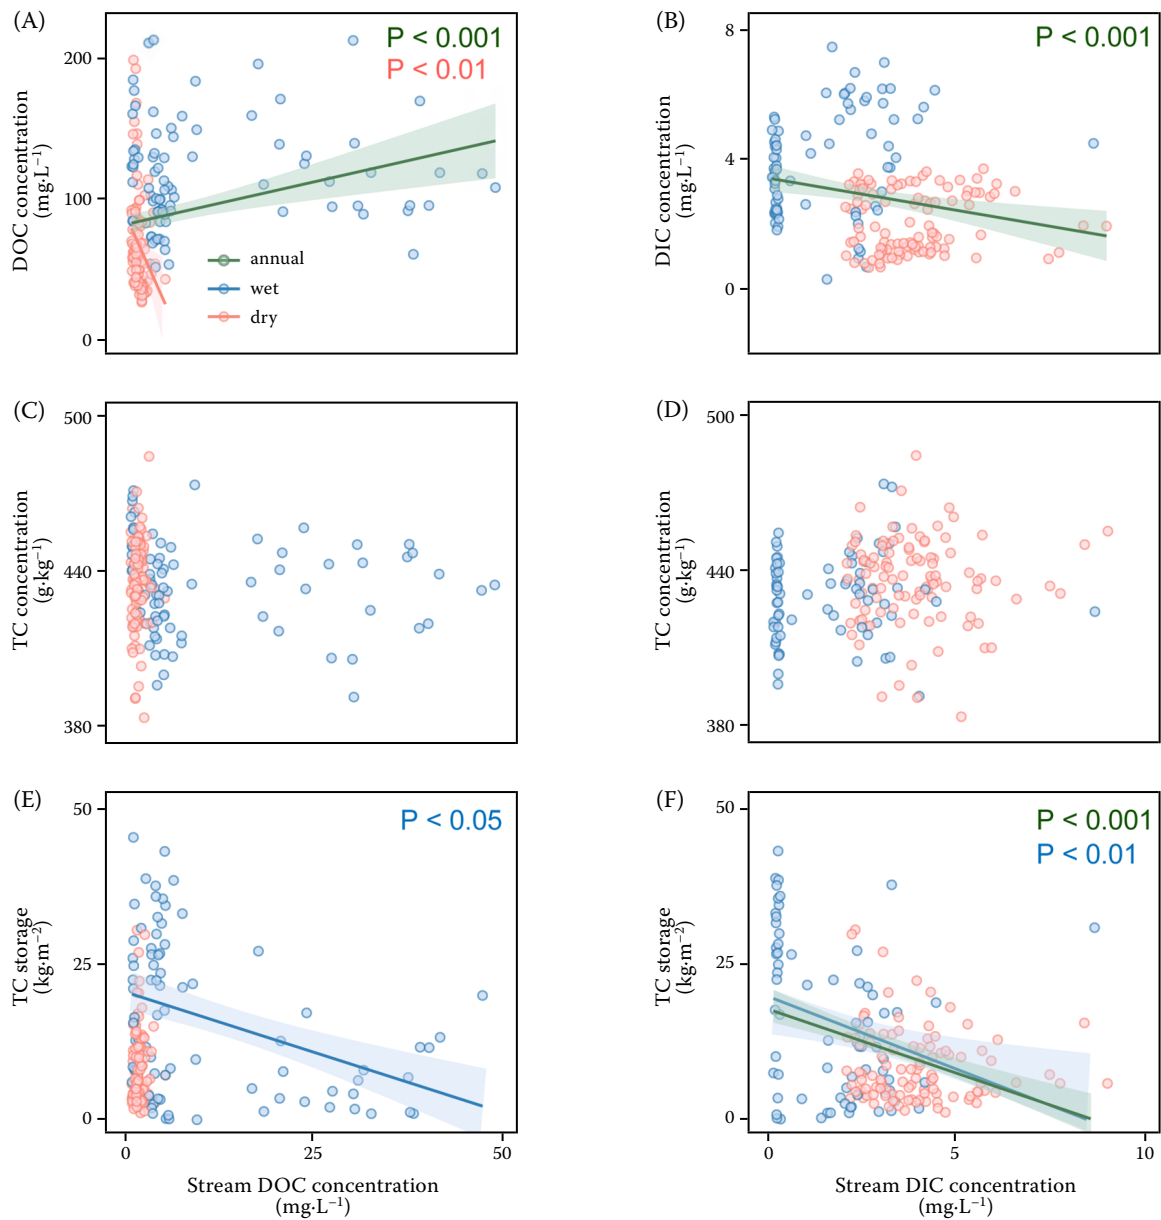 (A)
P < 0.001
P < 0.01
DOC concentration
(mg·L⁻¹)
200
100
0
annual
wet
dry
(B)
P < 0.001
DIC concentration
(mg·L⁻¹)
8
4
0
(C)
TC concentration
(g·kg⁻¹)
500
440
380
(D)
TC concentration
(g·kg⁻¹)
500
440
380
(E)
P < 0.05
TC storage
(kg·m⁻²)
50
25
0
0 25 50
Stream DOC concentration
(mg·L⁻¹)
(F)
P < 0.001
P < 0.01
TC storage
(kg·m⁻²)
50
25
0
0 5 10
Stream DIC concentration
(mg·L⁻¹)